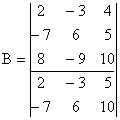 2 − 3 4
− 7 6 5
B = 8 − 9 10
2 − 3 5
− 7 6 10